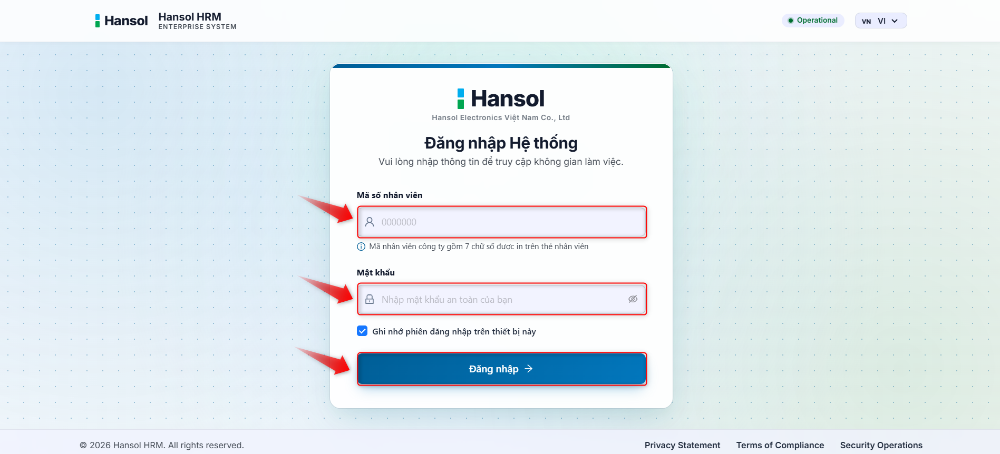 Hansol
Hansol HRM
ENTERPRISE SYSTEM
Operational
VN VI
Hansol
Hansol Electronics Việt Nam Co., Ltd
Đăng nhập Hệ thống
Vui lòng nhập thông tin để truy cập không gian làm việc.
Mã số nhân viên
0000000
Mã nhân viên công ty gồm 7 chữ số được in trên thẻ nhân viên
Mật khẩu
Nhập mật khẩu an toàn của bạn
Ghi nhớ phiên đăng nhập trên thiết bị này
Đăng nhập →
© 2026 Hansol HRM. All rights reserved.
Privacy Statement Terms of Compliance Security Operations